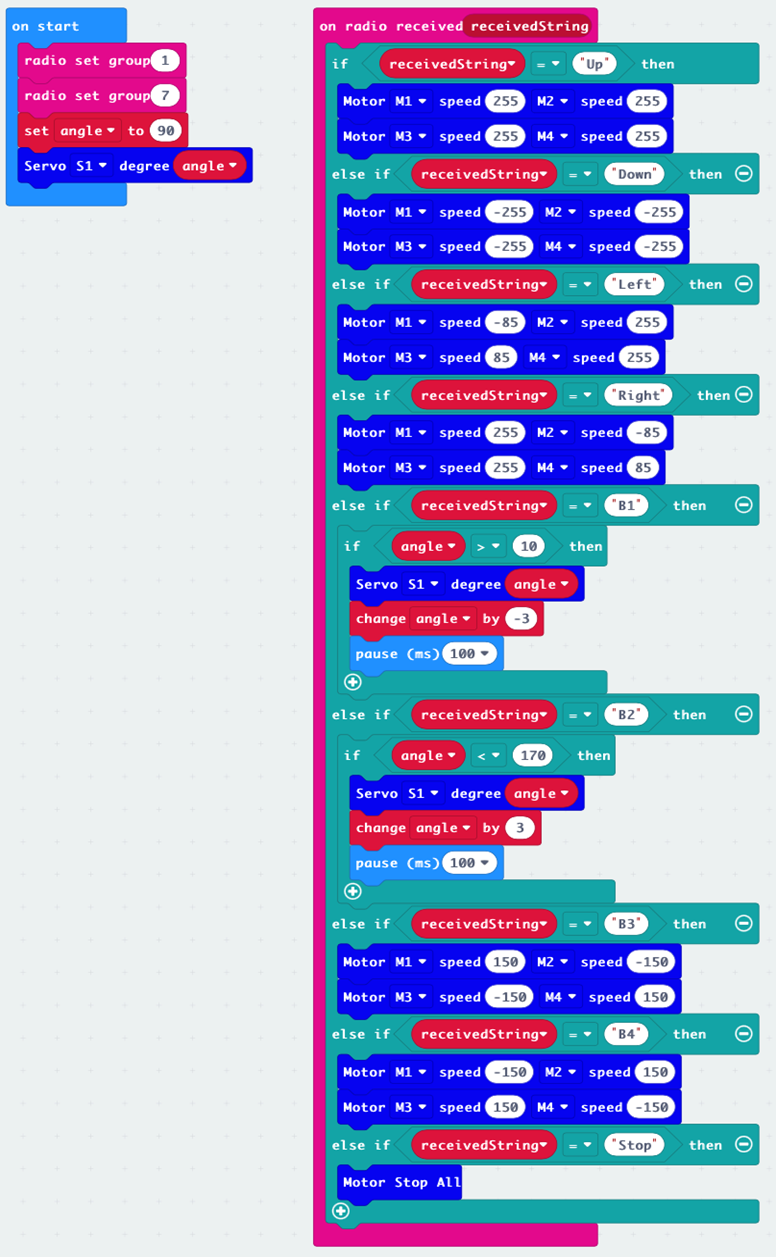 on start
radio set group 1
radio set group 7
set angle to 90
Servo S1 degree angle
on radio received receivedString
if receivedString = "Up" then
Motor M1 speed 255 M2 speed 255
Motor M3 speed 255 M4 speed 255
else if receivedString = "Down" then
Motor M1 speed -255 M2 speed -255
Motor M3 speed -255 M4 speed -255
else if receivedString = "Left" then
Motor M1 speed -85 M2 speed 255
Motor M3 speed 85 M4 speed 255
else if receivedString = "Right" then
Motor M1 speed 255 M2 speed -85
Motor M3 speed 255 M4 speed 85
else if receivedString = "B1" then
if angle > 10 then
Servo S1 degree angle
change angle by -3
pause (ms) 100
else if receivedString = "B2" then
if angle < 170 then
Servo S1 degree angle
change angle by 3
pause (ms) 100
else if receivedString = "B3" then
Motor M1 speed 150 M2 speed -150
Motor M3 speed -150 M4 speed 150
else if receivedString = "B4" then
Motor M1 speed -150 M2 speed 150
Motor M3 speed 150 M4 speed -150
else if receivedString = "Stop" then
Motor Stop All